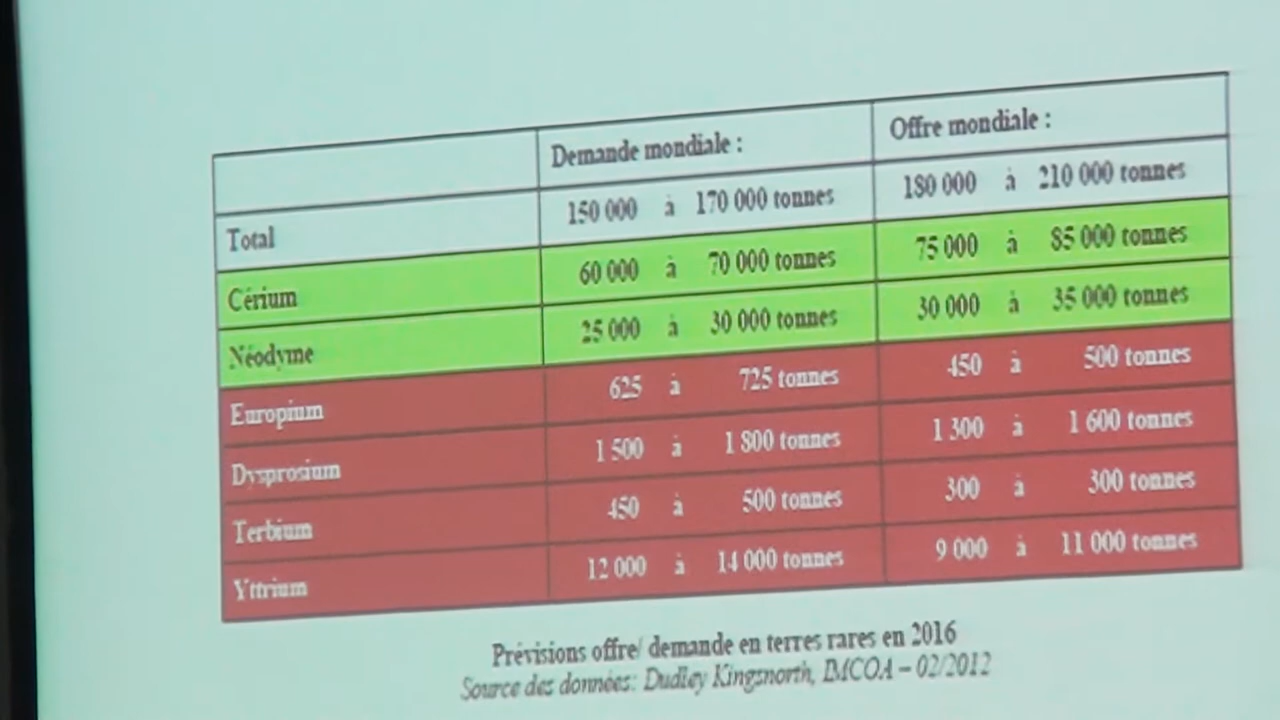 Demande mondiale : Offre mondiale :
Total 150 000 à 170 000 tonnes 180 000 à 210 000 tonnes
Cérium 60 000 à 70 000 tonnes 75 000 à 85 000 tonnes
Néodyme 25 000 à 30 000 tonnes 30 000 à 35 000 tonnes
Europium 625 à 725 tonnes 450 à 500 tonnes
Dysprosium 1 500 à 1 800 tonnes 1 300 à 1 600 tonnes
Terbium 450 à 500 tonnes 300 à 300 tonnes
Yttrium 12 000 à 14 000 tonnes 9 000 à 11 000 tonnes
Prévisions offre/ demande en terres rares en 2016
Source des données: Dudley Kingsnorth, IMCOA – 02/2012